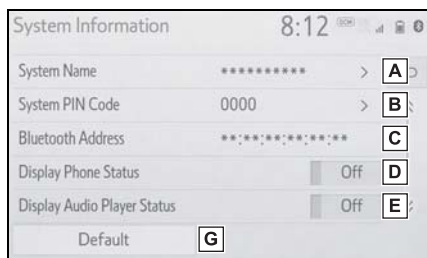 System Information 8:12 DCM
System Name ********** > A
System PIN Code 0000 > B
Bluetooth Address **:**:**:**:**:** C
Display Phone Status Off D
Display Audio Player Status Off E
Default G